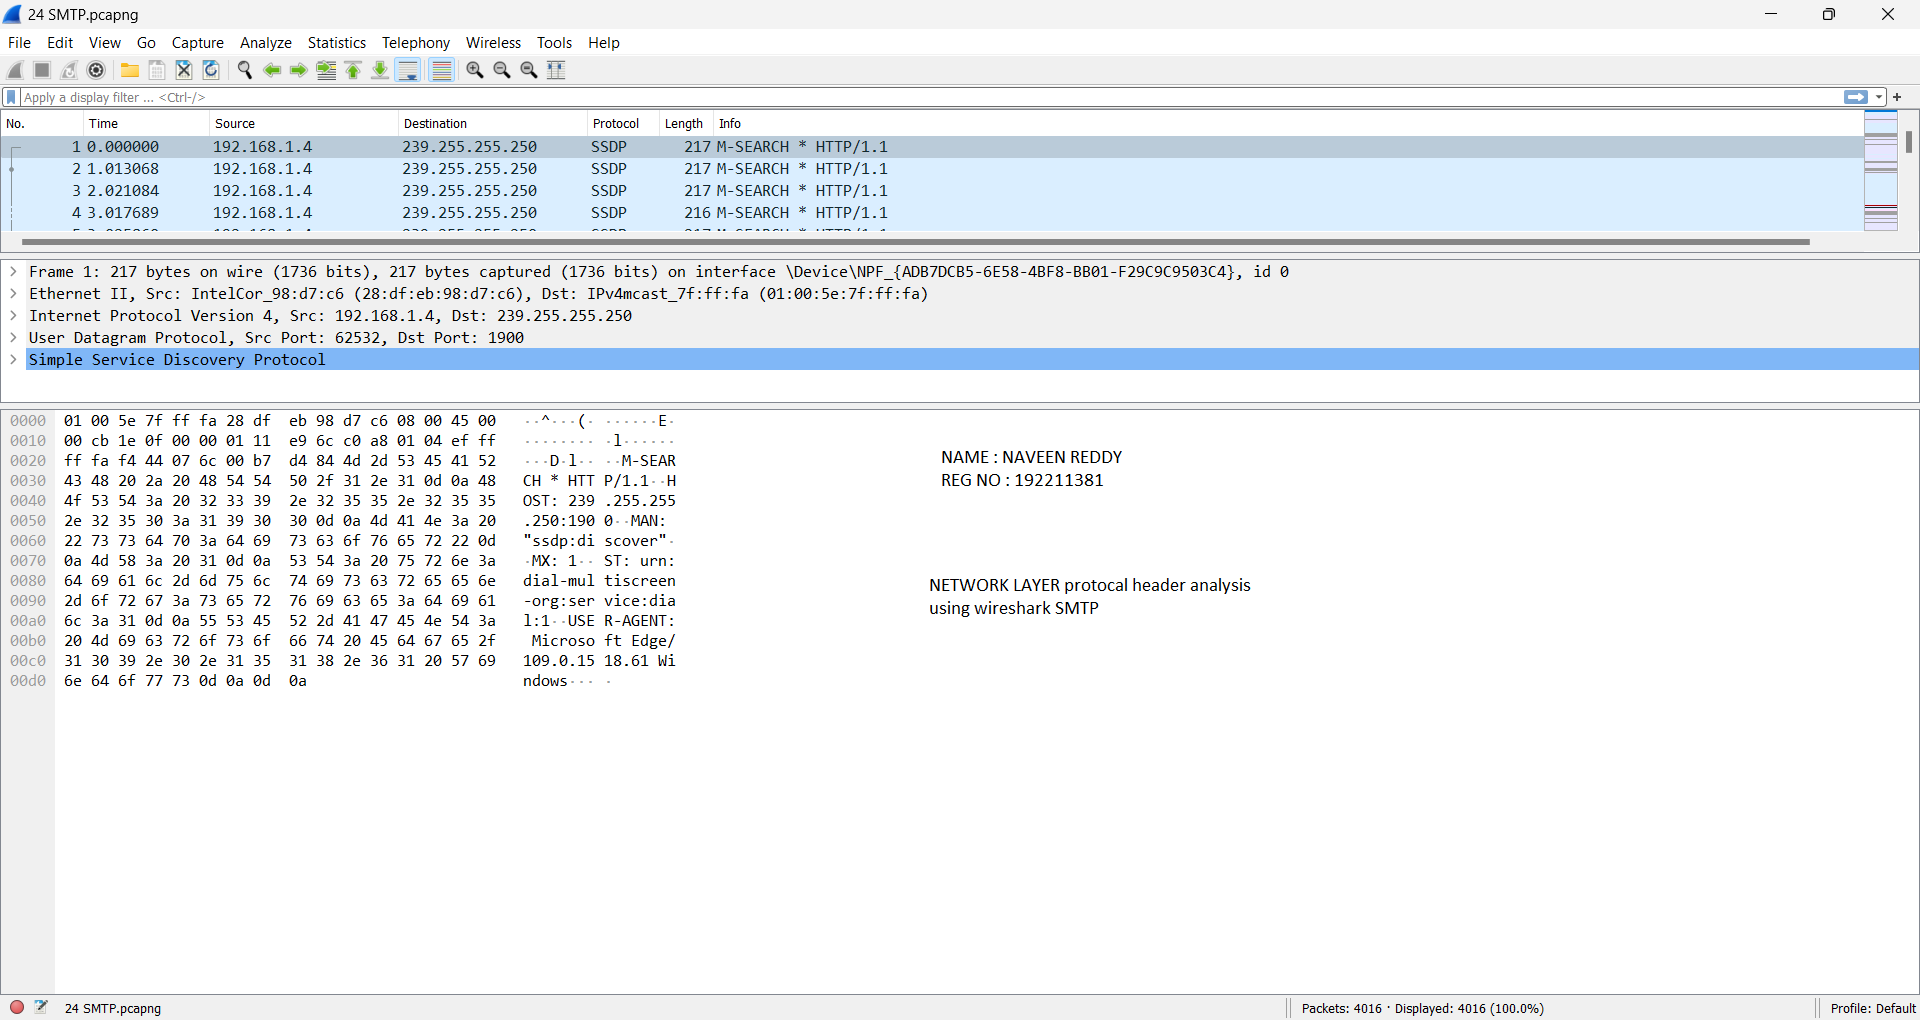 24 SMTP.pcapng
File Edit View Go Capture Analyze Statistics Telephony Wireless Tools Help
Apply a display filter ... <Ctrl-/>
No. Time Source Destination Protocol Length Info
1 0.000000 192.168.1.4 239.255.255.250 SSDP 217 M-SEARCH * HTTP/1.1
2 1.013068 192.168.1.4 239.255.255.250 SSDP 217 M-SEARCH * HTTP/1.1
3 2.021084 192.168.1.4 239.255.255.250 SSDP 217 M-SEARCH * HTTP/1.1
4 3.017689 192.168.1.4 239.255.255.250 SSDP 216 M-SEARCH * HTTP/1.1
Frame 1: 217 bytes on wire (1736 bits), 217 bytes captured (1736 bits) on interface \Device\NPF_{ADB7DCB5-6E58-4BF8-BB01-F29C9C9503C4}, id 0
Ethernet II, Src: IntelCor_98:d7:c6 (28:df:eb:98:d7:c6), Dst: IPv4mcast_7f:ff:fa (01:00:5e:7f:ff:fa)
Internet Protocol Version 4, Src: 192.168.1.4, Dst: 239.255.255.250
User Datagram Protocol, Src Port: 62532, Dst Port: 1900
Simple Service Discovery Protocol
0000 01 00 5e 7f ff fa 28 df eb 98 d7 c6 08 00 45 00 ··^···(· ······E·
0010 00 cb 1e 0f 00 00 01 11 e9 6c c0 a8 01 04 ef ff ········ ·l······
0020 ff fa f4 44 07 6c 00 b7 d4 84 4d 2d 53 45 41 52 ···D·l·· ··M-SEAR
0030 43 48 20 2a 20 48 54 54 50 2f 31 2e 31 0d 0a 48 CH * HTT P/1.1··H
0040 4f 53 54 3a 20 32 33 39 2e 32 35 35 2e 32 35 35 OST: 239 .255.255
0050 2e 32 35 30 3a 31 39 30 30 0d 0a 4d 41 4e 3a 20 .250:190 0··MAN:
0060 22 73 73 64 70 3a 64 69 73 63 6f 76 65 72 22 0d "ssdp:di scover"·
0070 0a 4d 58 3a 20 31 0d 0a 53 54 3a 20 75 72 6e 3a ·MX: 1·· ST: urn:
0080 64 69 61 6c 2d 6d 75 6c 74 69 73 63 72 65 65 6e dial-mul tiscreen
0090 2d 6f 72 67 3a 73 65 72 76 69 63 65 3a 64 69 61 -org:ser vice:dia
00a0 6c 3a 31 0d 0a 55 53 45 52 2d 41 47 45 4e 54 3a l:1··USE R-AGENT:
00b0 20 4d 69 63 72 6f 73 6f 66 74 20 45 64 67 65 2f Microso ft Edge/
00c0 31 30 39 2e 30 2e 31 35 31 38 2e 36 31 20 57 69 109.0.15 18.61 Wi
00d0 6e 64 6f 77 73 0d 0a 0d 0a ndows··· ·
NAME : NAVEEN REDDY
REG NO : 192211381
NETWORK LAYER protocal header analysis
using wireshark SMTP
24 SMTP.pcapng Packets: 4016 · Displayed: 4016 (100.0%) Profile: Default